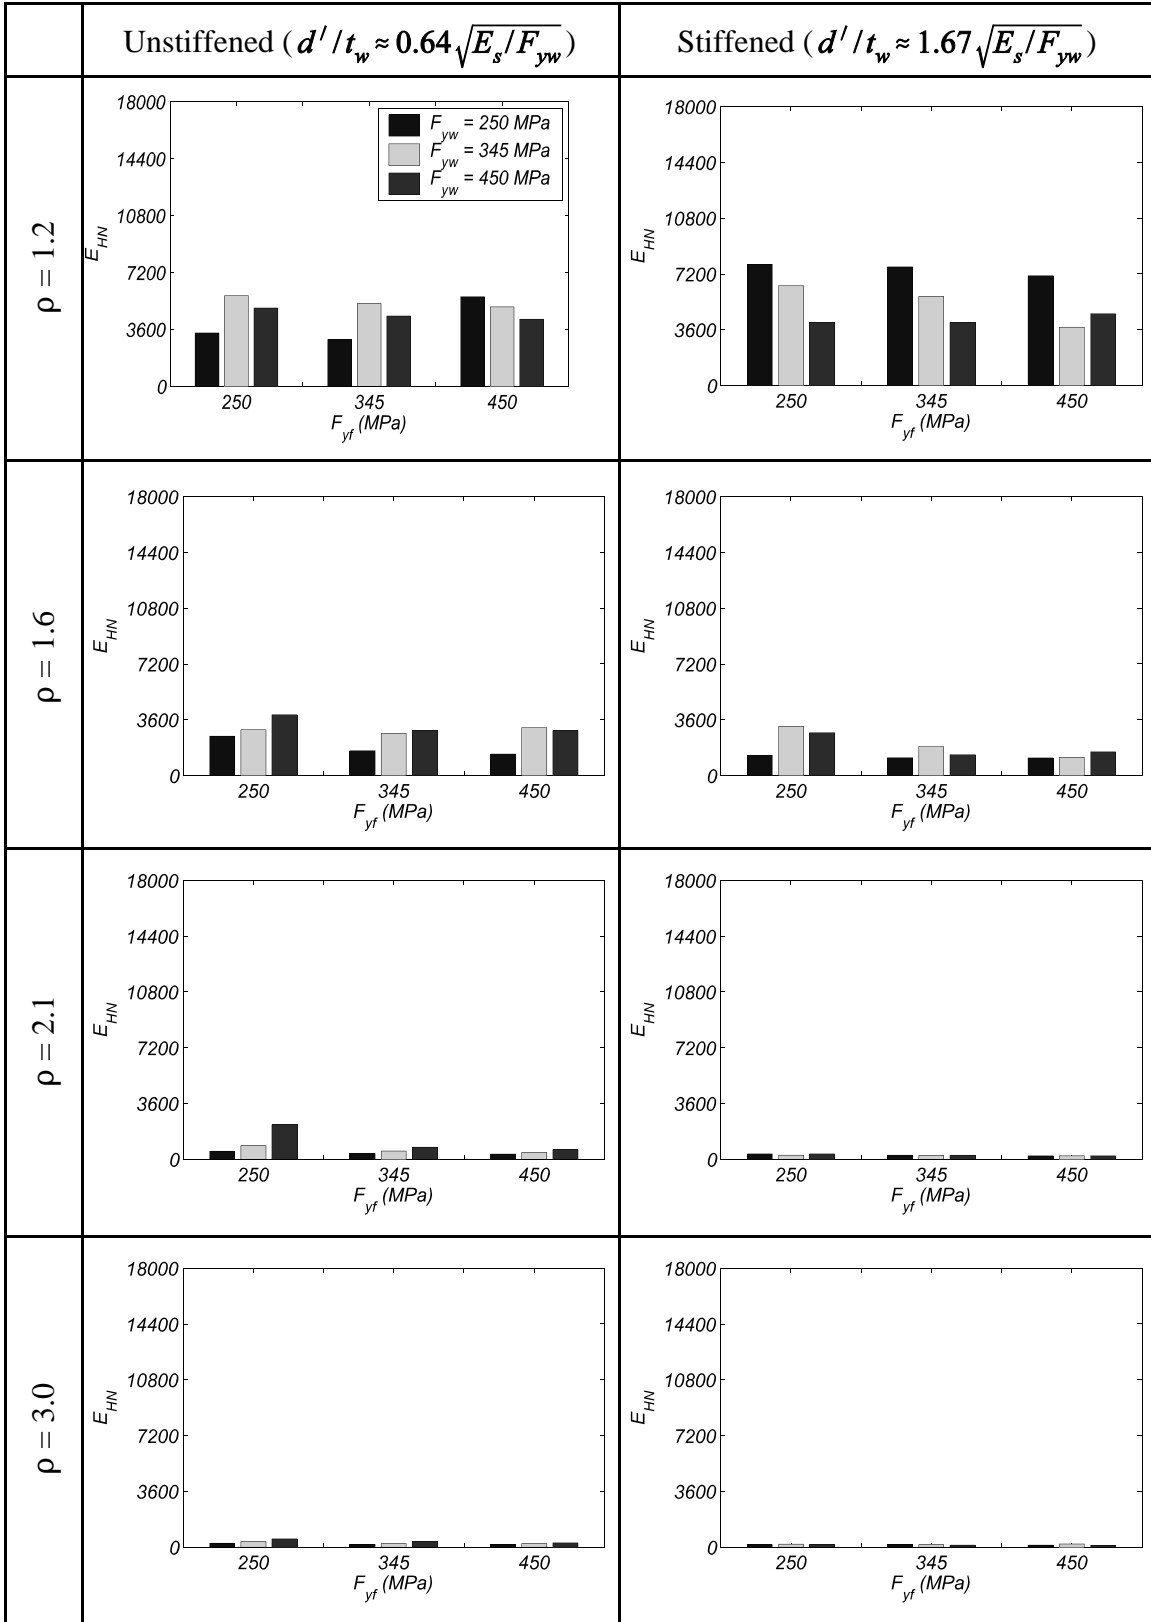 Unstiffened ( d′/t_w ≈ 0.64√(E_s/F_yw) )
Stiffened ( d′/t_w ≈ 1.67√(E_s/F_yw) )
ρ = 1.2
18000
14400
10800
7200
3600
0
E_HN
F_yw = 250 MPa
F_yw = 345 MPa
F_yw = 450 MPa
250 345 450
F_yf (MPa)
18000
14400
10800
7200
3600
0
E_HN
250 345 450
F_yf (MPa)
ρ = 1.6
18000
14400
10800
7200
3600
0
E_HN
250 345 450
F_yf (MPa)
18000
14400
10800
7200
3600
0
E_HN
250 345 450
F_yf (MPa)
ρ = 2.1
18000
14400
10800
7200
3600
0
E_HN
250 345 450
F_yf (MPa)
18000
14400
10800
7200
3600
0
E_HN
250 345 450
F_yf (MPa)
ρ = 3.0
18000
14400
10800
7200
3600
0
E_HN
250 345 450
F_yf (MPa)
18000
14400
10800
7200
3600
0
E_HN
250 345 450
F_yf (MPa)